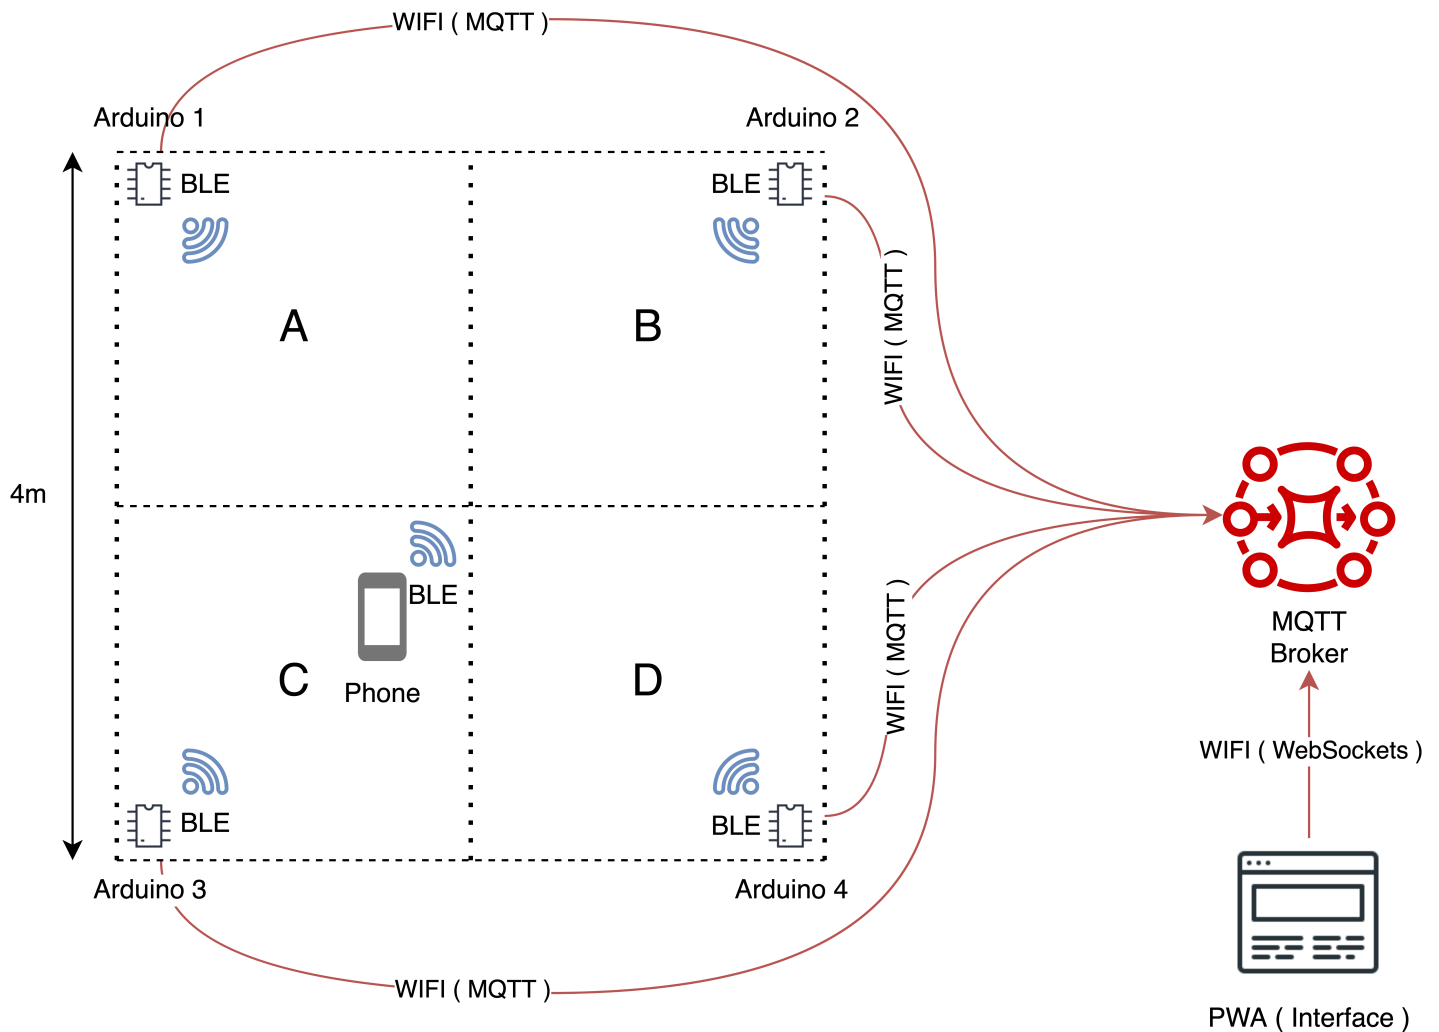 WIFI ( MQTT )
Arduino 1
Arduino 2
BLE
BLE
WIFI ( MQTT )
A
B
4m
BLE
WIFI ( MQTT )
MQTT
Broker
C
D
Phone
WIFI ( WebSockets )
BLE
BLE
Arduino 3
Arduino 4
WIFI ( MQTT )
PWA ( Interface )